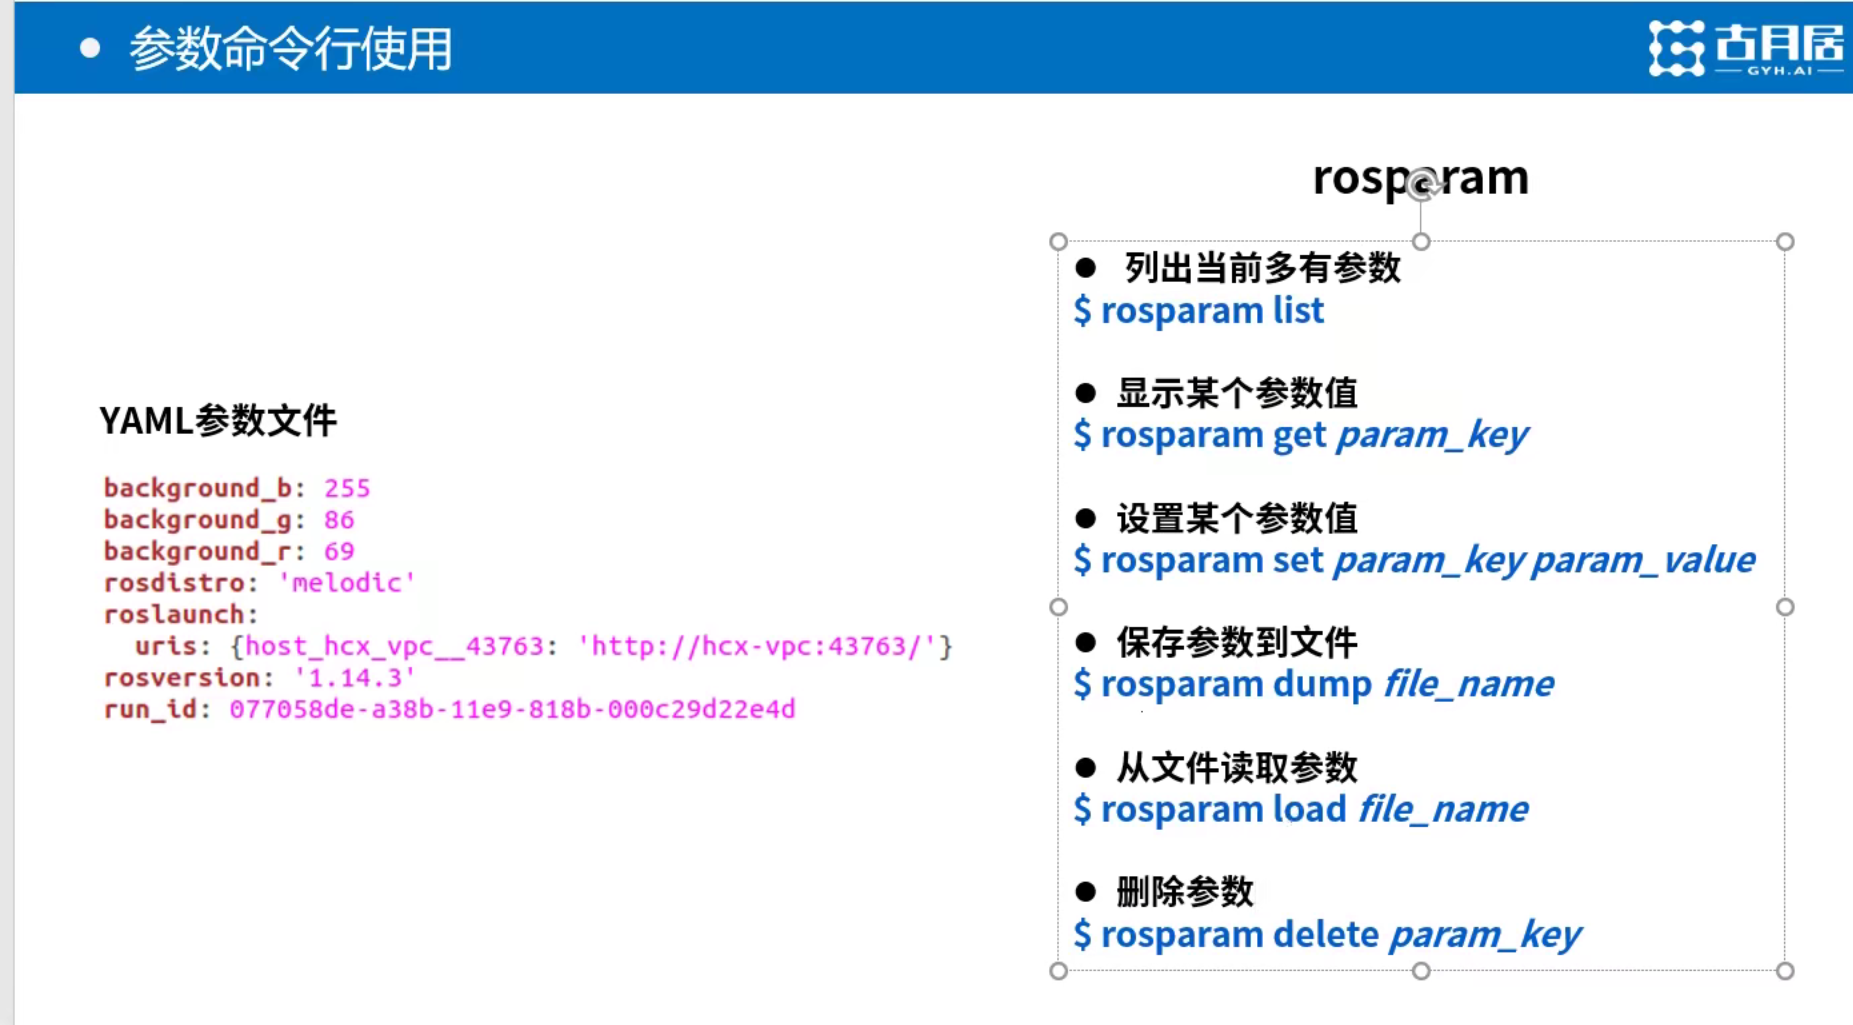 参数命令行使用
古月居
GYH.AI
YAML参数文件
background_b: 255
background_g: 86
background_r: 69
rosdistro: 'melodic'
roslaunch:
uris: {host_hcx_vpc__43763: 'http://hcx-vpc:43763/'}
rosversion: '1.14.3'
run_id: 077058de-a38b-11e9-818b-000c29d22e4d
rosparam
列出当前多有参数
$ rosparam list
显示某个参数值
$ rosparam get param_key
设置某个参数值
$ rosparam set param_key param_value
保存参数到文件
$ rosparam dump file_name
从文件读取参数
$ rosparam load file_name
删除参数
$ rosparam delete param_key